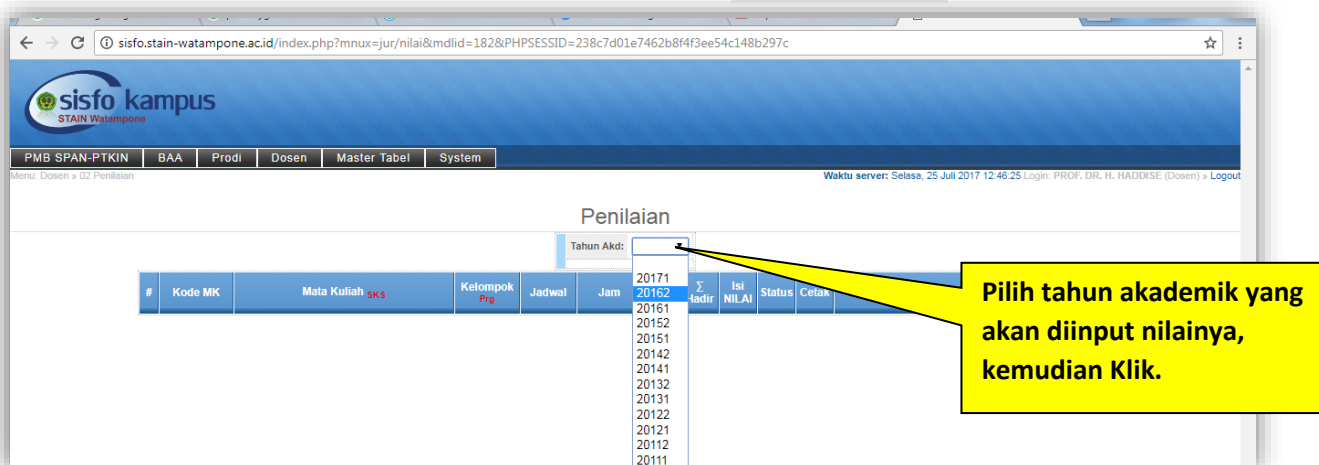 sisfo.stain-watampone.ac.id/index.php?mnux=jur/nilai&mdlid=182&PHPSESSID=238c7d01e7462b8f4f3ee54c148b297c
sisfo kampus
STAIN Watampone
PMB SPAN-PTKIN BAA Prodi Dosen Master Tabel System
Menu: Dosen » 02 Penilaian Waktu server: Selasa, 25 Juli 2017 12:46:25 Login: PROF. DR. H. HADDISE (Dosen) » Logout
Penilaian
Tahun Akd:
# Kode MK Mata Kuliah SKS Kelompok Prg Jadwal Jam Σ Hadir Isi NILAI Status Cetak
20171
20162
20161
20152
20151
20142
20141
20132
20131
20122
20121
20112
20111
Pilih tahun akademik yang
akan diinput nilainya,
kemudian Klik.